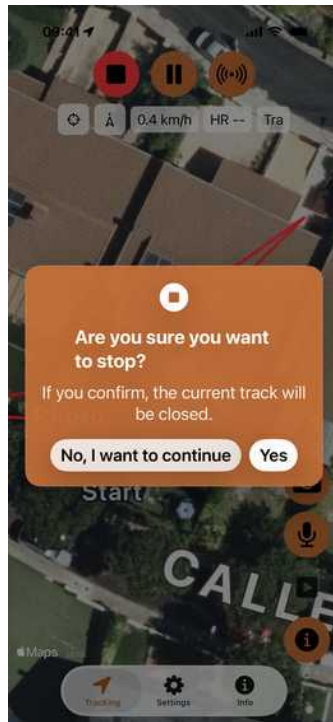 09:41
0.4 km/h HR -- Tra
Are you sure you want
to stop?
If you confirm, the current track will
be closed.
No, I want to continue Yes
Start
CALLE
Maps
Tracking Settings Info